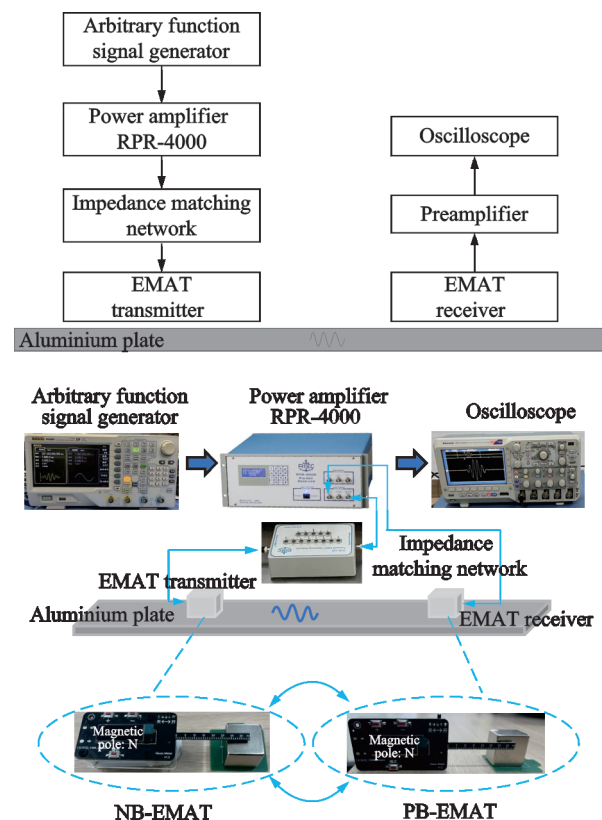 Arbitrary function
signal generator
Power amplifier
RPR-4000
Oscilloscope
Impedance matching
network
Preamplifier
EMAT
transmitter
EMAT
receiver
Aluminium plate
Arbitrary function
signal generator
Power amplifier
RPR-4000
Oscilloscope
Impedance
matching network
EMAT transmitter
Aluminium plate
EMAT receiver
Magnetic
pole: N
Magnetic
pole: N
NB-EMAT
PB-EMAT